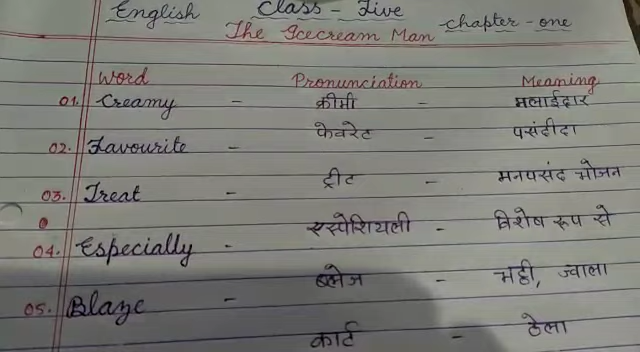 English Class - Five chapter - one
The Icecream Man
Word Pronunciation Meaning
01. Creamy - क्रीमी - मलाईदार
02. Favourite - फेवरेट - पसंदीदा
03. Treat - ट्रीट - मनपसंद भोजन
04. Especially - एस्पेशियली - विशेष रूप से
05. Blaze - ब्लेज - भट्टी, ज्वाला
कार्ट - ठेला